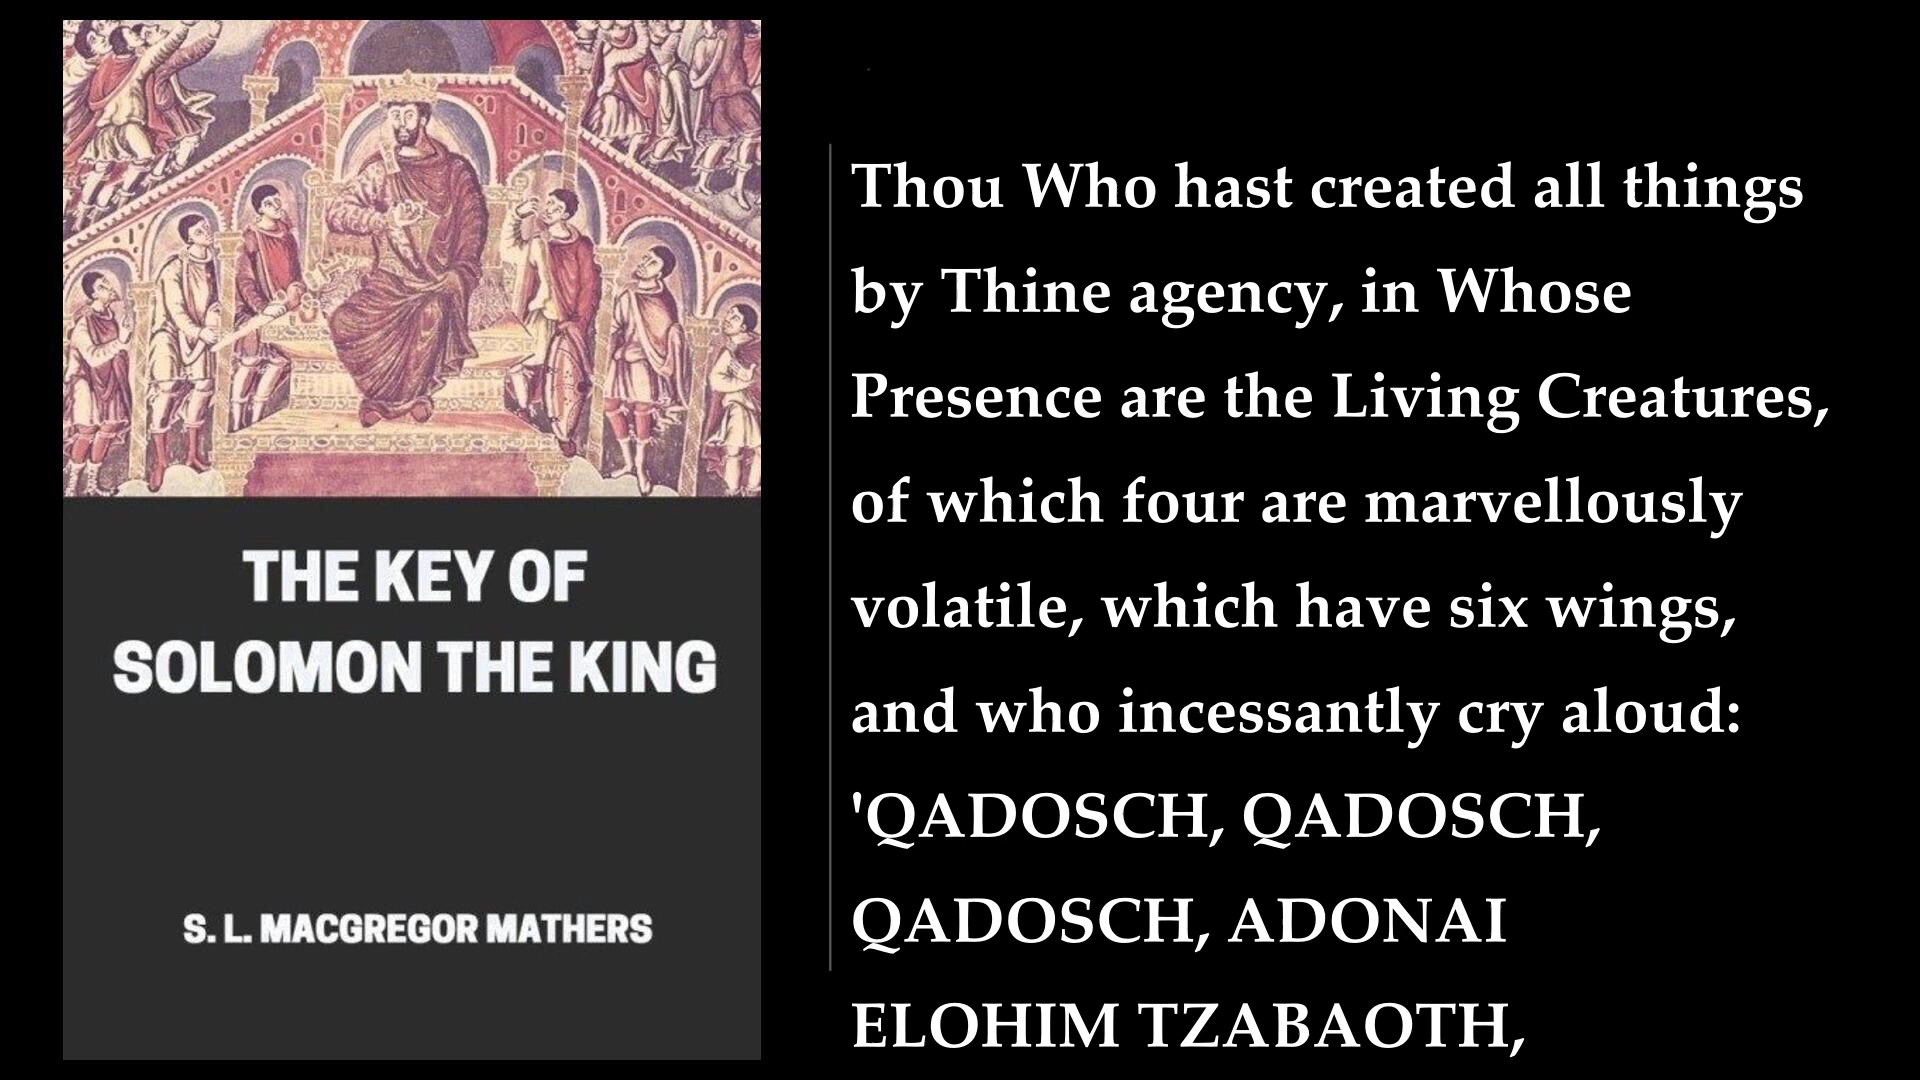 THE KEY OF
SOLOMON THE KING
S. L. MACGREGOR MATHERS
Thou Who hast created all things
by Thine agency, in Whose
Presence are the Living Creatures,
of which four are marvellously
volatile, which have six wings,
and who incessantly cry aloud:
'QADOSCH, QADOSCH,
QADOSCH, ADONAI
ELOHIM TZABAOTH,